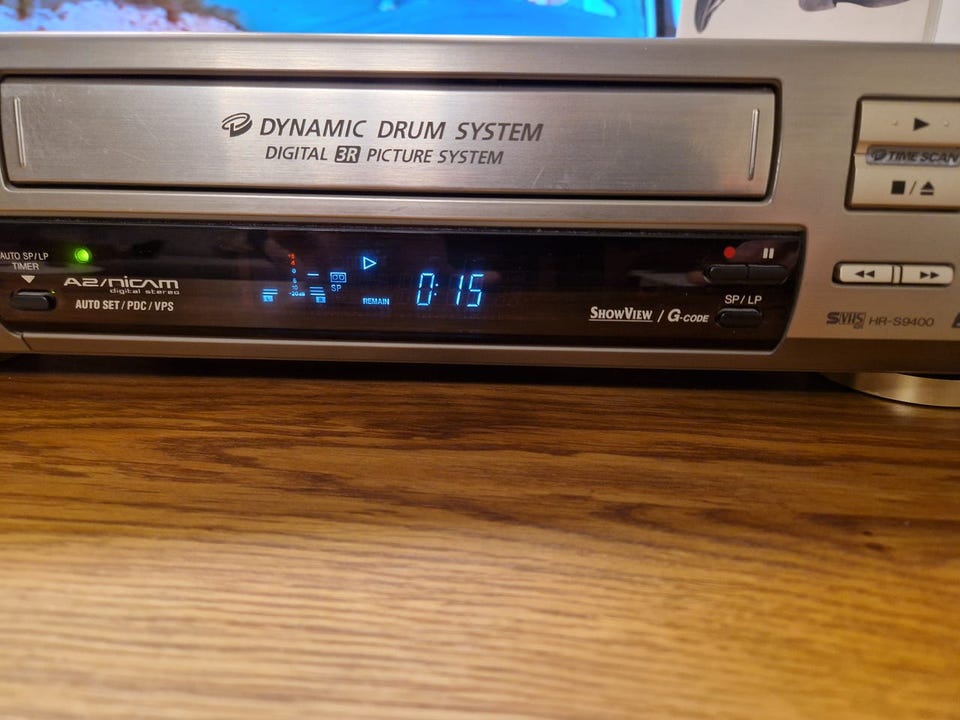 DYNAMIC DRUM SYSTEM
DIGITAL 3R PICTURE SYSTEM
TIME SCAN
AUTO SP/LP
TIMER
A2/NICAM
digital stereo
AUTO SET/PDC/VPS
SP
REMAIN
0:15
SHOWVIEW / G-CODE
SP/LP
SVHS HR-S9400